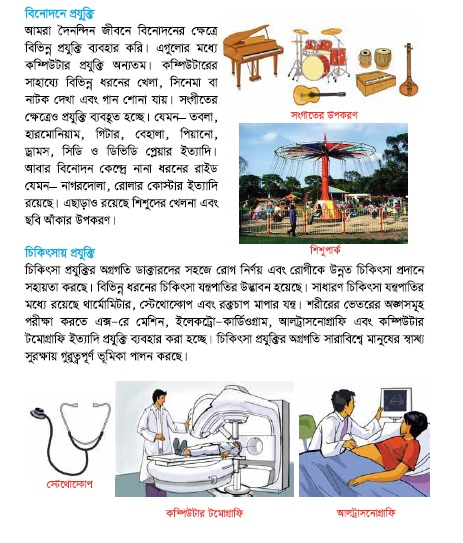 বিনোদনে প্রযুক্তি
আমরা দৈনন্দিন জীবনে বিনোদনের ক্ষেত্রে
বিভিন্ন প্রযুক্তি ব্যবহার করি। এগুলোর মধ্যে
কম্পিউটার প্রযুক্তি অন্যতম। কম্পিউটারের
সাহায্যে বিভিন্ন ধরনের খেলা, সিনেমা বা
নাটক দেখা এবং গান শোনা যায়। সংগীতের
ক্ষেত্রেও প্রযুক্তি ব্যবহৃত হচ্ছে। যেমন– তবলা,
হারমোনিয়াম, গিটার, বেহালা, পিয়ানো,
ড্রামস, সিডি ও ডিভিডি প্লেয়ার ইত্যাদি।
আবার বিনোদন কেন্দ্রে নানা ধরনের রাইড
যেমন– নাগরদোলা, রোলার কোস্টার ইত্যাদি
রয়েছে। এছাড়াও রয়েছে শিশুদের খেলনা এবং
ছবি আঁকার উপকরণ।
সংগীতের উপকরণ
শিশুপার্ক
চিকিৎসায় প্রযুক্তি
চিকিৎসা প্রযুক্তির অগ্রগতি ডাক্তারদের সহজে রোগ নির্ণয় এবং রোগীকে উন্নত চিকিৎসা প্রদানে
সহায়তা করছে। বিভিন্ন ধরনের চিকিৎসা যন্ত্রপাতির উদ্ভাবন হয়েছে। সাধারণ চিকিৎসা যন্ত্রপাতির
মধ্যে রয়েছে থার্মোমিটার, স্টেথোস্কোপ এবং রক্তচাপ মাপার যন্ত্র। শরীরের ভেতরের অঙ্গসমূহ
পরীক্ষা করতে এক্স–রে মেশিন, ইলেকট্রো–কার্ডিওগ্রাম, আলট্রাসনোগ্রাফি এবং কম্পিউটার
টমোগ্রাফি ইত্যাদি প্রযুক্তি ব্যবহার করা হচ্ছে। চিকিৎসা প্রযুক্তির অগ্রগতি সারাবিশ্বে মানুষের স্বাস্থ্য
সুরক্ষায় গুরুত্বপূর্ণ ভূমিকা পালন করছে।
স্টেথোস্কোপ
কম্পিউটার টমোগ্রাফি
আলট্রাসনোগ্রাফি